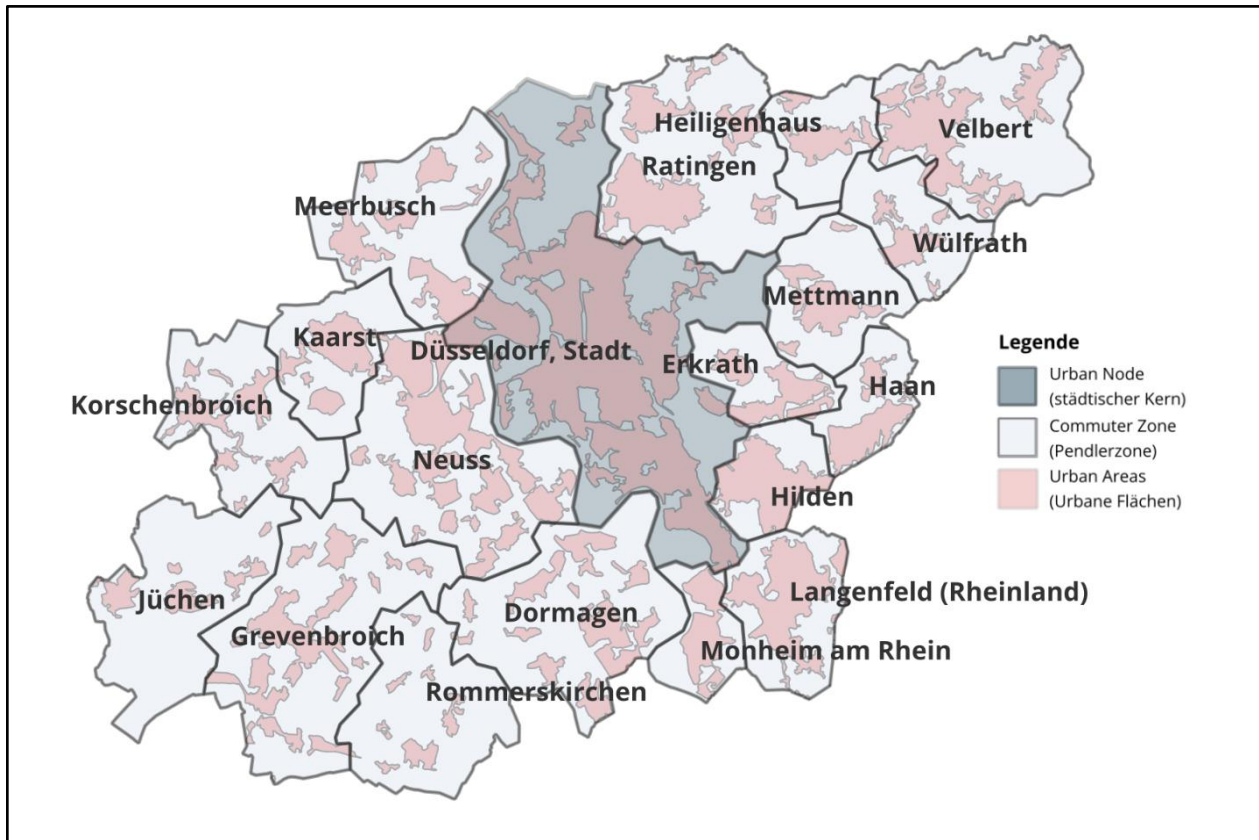 Heiligenhaus
Velbert
Ratingen
Meerbusch
Wülfrath
Mettmann
Kaarst
Düsseldorf, Stadt
Erkrath
Haan
Korschenbroich
Neuss
Hilden
Jüchen
Grevenbroich
Dormagen
Langenfeld (Rheinland)
Monheim am Rhein
Rommerskirchen
Legende
Urban Node
(städtischer Kern)
Commuter Zone
(Pendlerzone)
Urban Areas
(Urbane Flächen)